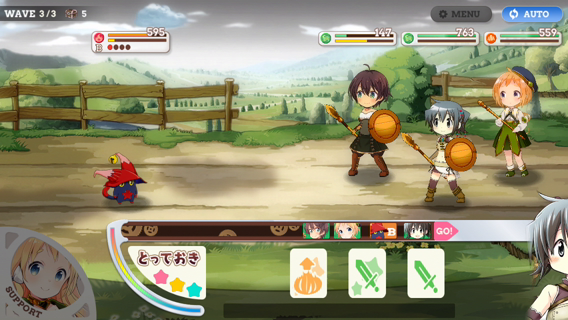 WAVE 3/3 5
MENU
AUTO
595
B
147
763
559
B
GO!
とっておき
SUPPORT